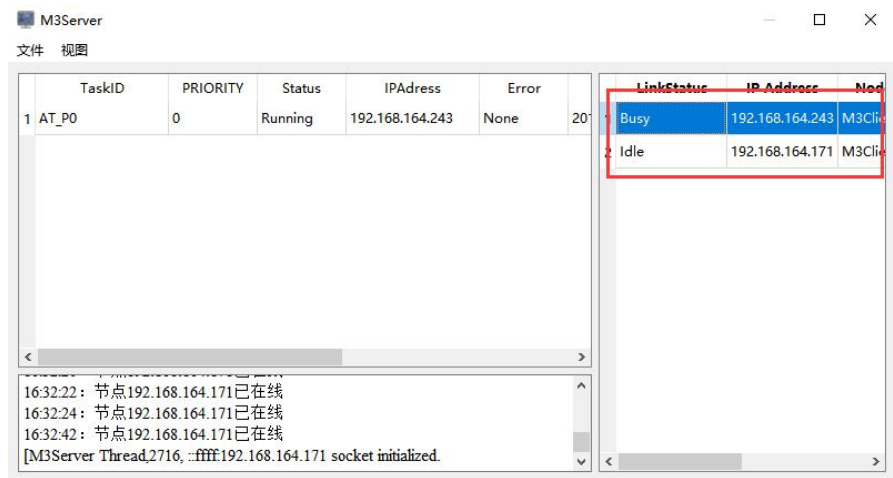 M3Server
文件 视图
TaskID PRIORITY Status IPAdress Error
1 AT_P0 0 Running 192.168.164.243 None 201
LinkStatus IP Address Nod
1 Busy 192.168.164.243 M3Clie
2 Idle 192.168.164.171 M3Clie
16:32:22：节点192.168.164.171已在线
16:32:24：节点192.168.164.171已在线
16:32:42：节点192.168.164.171已在线
[M3Server Thread,2716, ::ffff:192.168.164.171 socket initialized.